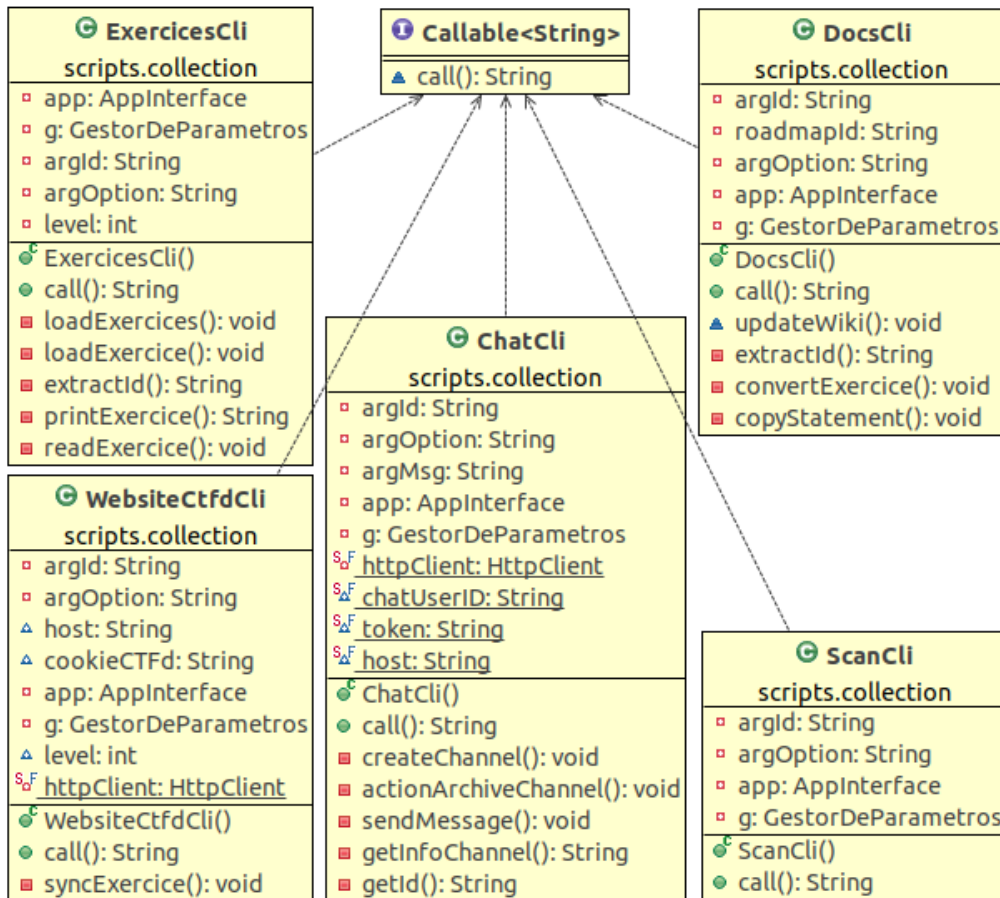 C ExercicesCli
scripts.collection
app: AppInterface
g: GestorDeParametros
argId: String
argOption: String
level: int
C ExercicesCli()
call(): String
loadExercices(): void
loadExercice(): void
extractId(): String
printExercice(): String
readExercice(): void
I Callable<String>
call(): String
C DocsCli
scripts.collection
argId: String
roadmapId: String
argOption: String
app: AppInterface
g: GestorDeParametros
C DocsCli()
call(): String
updateWiki(): void
extractId(): String
convertExercice(): void
copyStatement(): void
C WebsiteCtfdCli
scripts.collection
argId: String
argOption: String
host: String
cookieCTFd: String
app: AppInterface
g: GestorDeParametros
level: int
S F httpClient: HttpClient
C WebsiteCtfdCli()
call(): String
syncExercice(): void
C ChatCli
scripts.collection
argId: String
argOption: String
argMsg: String
app: AppInterface
g: GestorDeParametros
S F httpClient: HttpClient
S F chatUserID: String
S F token: String
S F host: String
C ChatCli()
call(): String
createChannel(): void
actionArchiveChannel(): void
sendMessage(): void
getInfoChannel(): String
getId(): String
C ScanCli
scripts.collection
argId: String
argOption: String
app: AppInterface
g: GestorDeParametros
C ScanCli()
call(): String